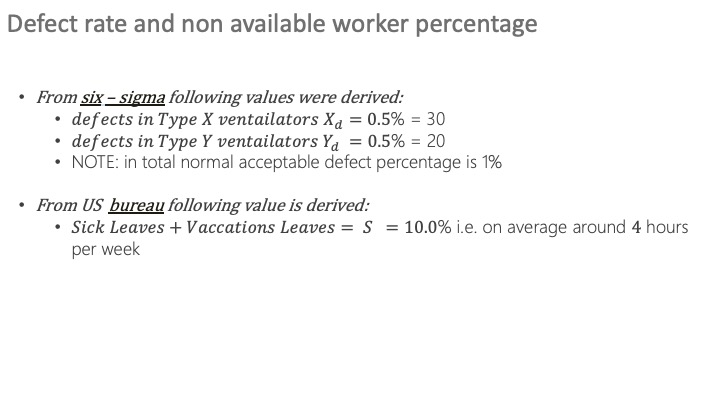 Defect rate and non available worker percentage
• From six – sigma following values were derived:
• defects in Type X ventailators X_d = 0.5% = 30
• defects in Type Y ventailators Y_d = 0.5% = 20
• NOTE: in total normal acceptable defect percentage is 1%
• From US bureau following value is derived:
• Sick Leaves + Vaccations Leaves = S = 10.0% i.e. on average around 4 hours
per week